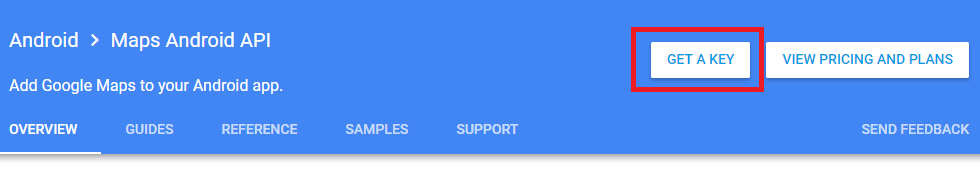 Android > Maps Android API
GET A KEY
VIEW PRICING AND PLANS
Add Google Maps to your Android app.
OVERVIEW GUIDES REFERENCE SAMPLES SUPPORT SEND FEEDBACK